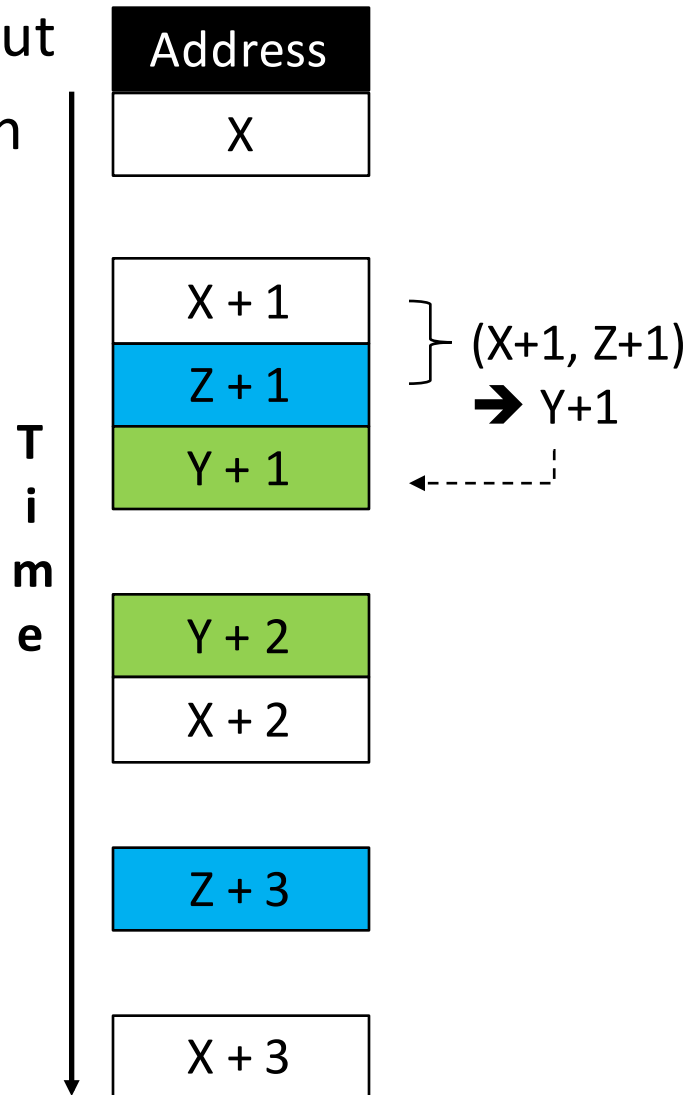 ut
n
Address
X
X + 1
Z + 1
Y + 1
(X+1, Z+1)
➔ Y+1
T
i
m
e
Y + 2
X + 2
Z + 3
X + 3